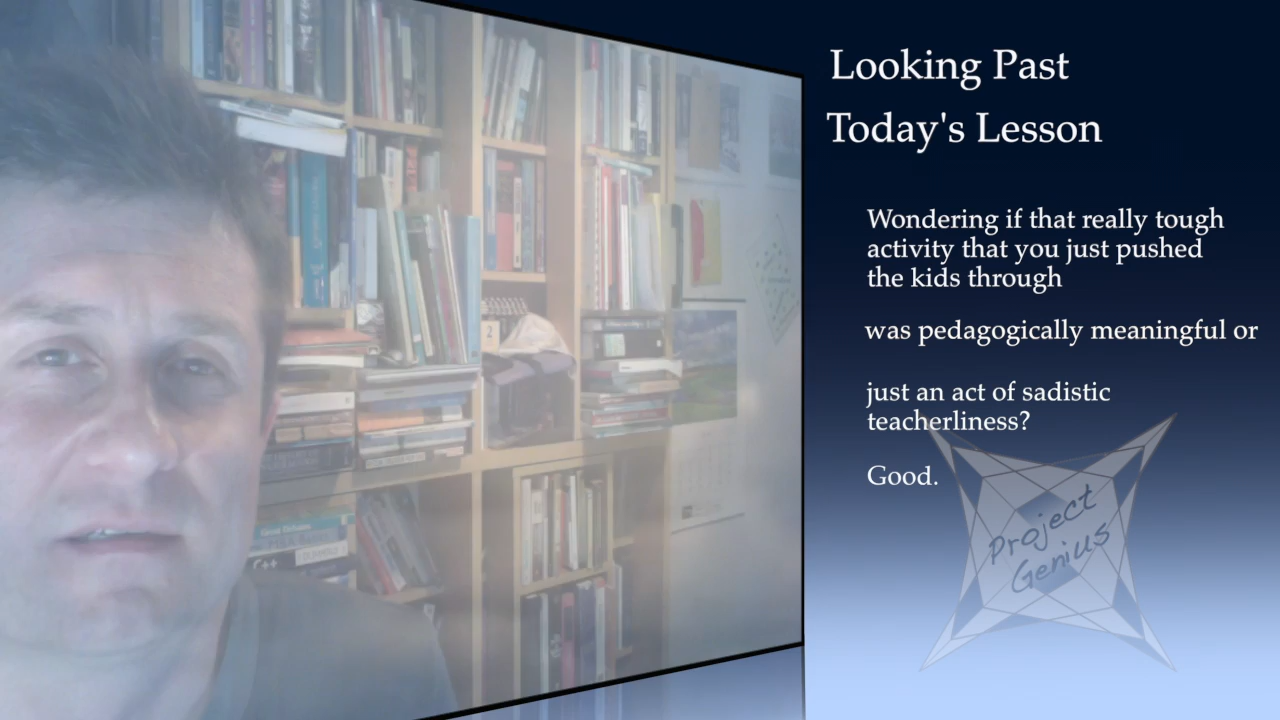 Looking Past
Today's Lesson
Wondering if that really tough
activity that you just pushed
the kids through
was pedagogically meaningful or
just an act of sadistic
teacherliness?
Good.
Project
Genius
2
C++